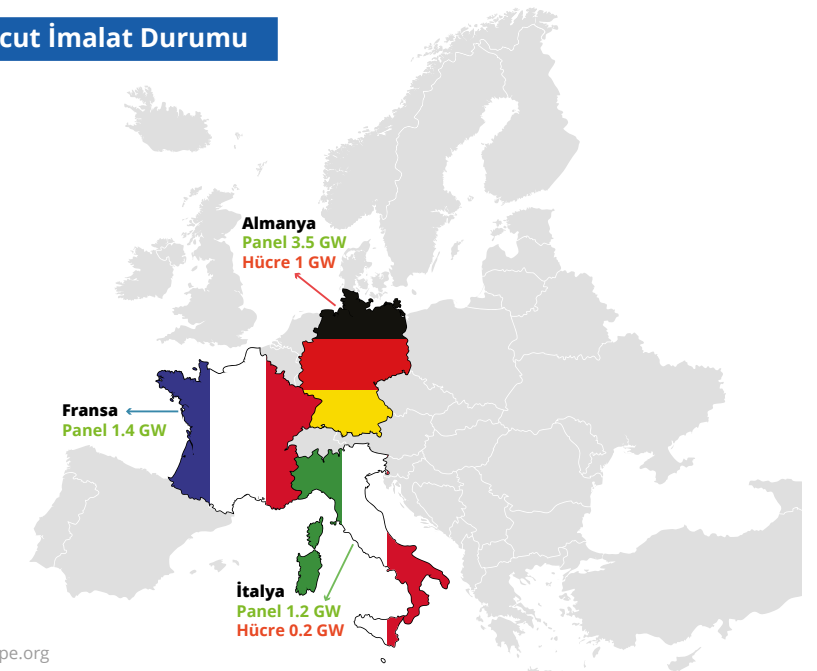 cut İmalat Durumu
Almanya
Panel 3.5 GW
Hücre 1 GW
Fransa
Panel 1.4 GW
İtalya
Panel 1.2 GW
Hücre 0.2 GW
pe.org